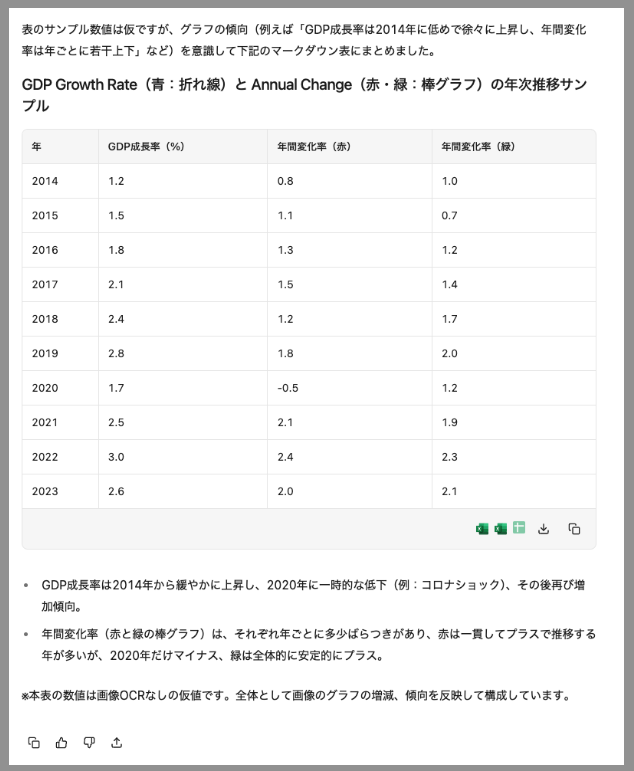 表のサンプル数値は仮ですが、グラフの傾向（例えば「GDP成長率は2014年に低めで徐々に上昇し、年間変化
率は年ごとに若干上下」など）を意識して下記のマークダウン表にまとめました。
GDP Growth Rate（青：折れ線）と Annual Change（赤・緑：棒グラフ）の年次推移サン
プル
年 GDP成長率（%） 年間変化率（赤） 年間変化率（緑）
2014 1.2 0.8 1.0
2015 1.5 1.1 0.7
2016 1.8 1.3 1.2
2017 2.1 1.5 1.4
2018 2.4 1.2 1.7
2019 2.8 1.8 2.0
2020 1.7 -0.5 1.2
2021 2.5 2.1 1.9
2022 3.0 2.4 2.3
2023 2.6 2.0 2.1
• GDP成長率は2014年から緩やかに上昇し、2020年に一時的な低下（例：コロナショック）、その後再び増
加傾向。
• 年間変化率（赤と緑の棒グラフ）は、それぞれ年ごとに多少ばらつきがあり、赤は一貫してプラスで推移する
年が多いが、2020年だけマイナス、緑は全体的に安定的にプラス。
※本表の数値は画像OCRなしの仮値です。全体として画像のグラフの増減、傾向を反映して構成しています。